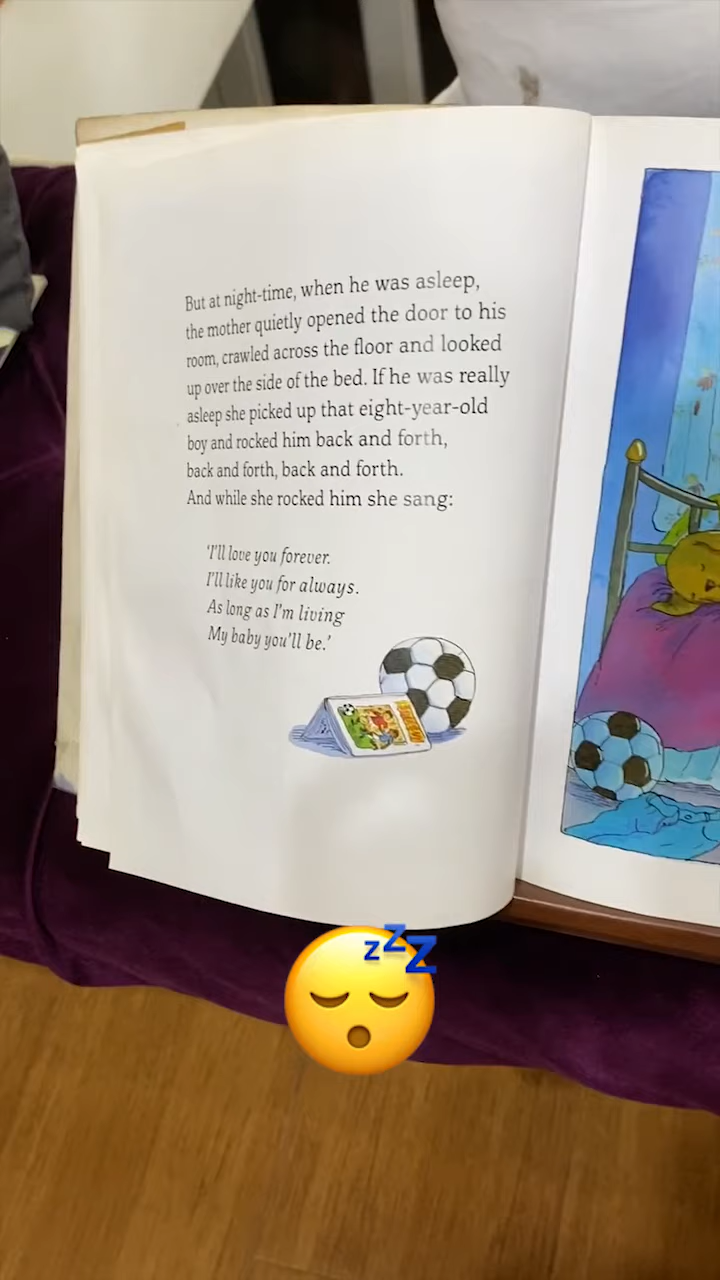 But at night-time, when he was asleep,
the mother quietly opened the door to his
room, crawled across the floor and looked
up over the side of the bed. If he was really
asleep she picked up that eight-year-old
boy and rocked him back and forth,
back and forth, back and forth.
And while she rocked him she sang:
‘I’ll love you forever.
I’ll like you for always.
As long as I’m living
My baby you’ll be.’
zzZ